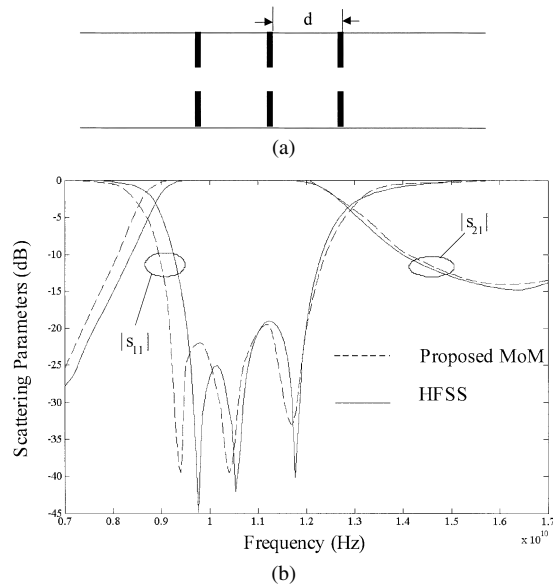 d
(a)
0
-5
-10
-15
-20
-25
-30
-35
-40
-45
Scattering Parameters (dB)
|s21|
|s11|
Proposed MoM
HFSS
0.7 0.8 0.9 1 1.1 1.2 1.3 1.4 1.5 1.6 1.7
x 10^10
Frequency (Hz)
(b)